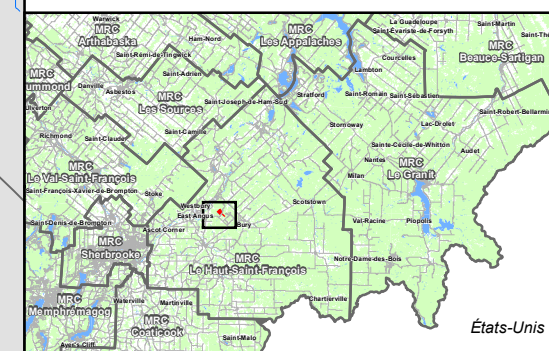 Warwick
MRC
Arthabaska
Ham-Nord
Saint-Rémi-de-Tingwick
MRC
Les Appalaches
La Guadeloupe
Saint-Évariste-de-Forsyth
Saint-Martin
Courcelles
MRC
Beauce-Sartigan
Saint-Adrien
Lambton
MRC
Danville
Asbestos
MRC
Les Sources
Saint-Joseph-de-Ham-Sud
Stratford
Saint-Romain
Saint-Sébastien
Saint-Robert-Bellarmin
Richmond
Saint-Claude
Saint-Camille
Stornoway
Lac-Drolet
Sainte-Cécile-de-Whitton
Audet
Nantes
MRC
Le Granit
Milan
MRC
Le Val-Saint-François
Saint-François-Xavier-de-Brompton
Stoke
Westbury
East Angus
Bury
Scotstown
Val-Racine
Piopolis
Saint-Denis-de-Brompton
Ascot Corner
MRC
Sherbrooke
Notre-Dame-des-Bois
MRC
Le Haut-Saint-François
Chartierville
MRC
Memphrémagog
Waterville
Martinville
MRC
Coaticook
Saint-Malo
Ayer's Cliff
États-Unis